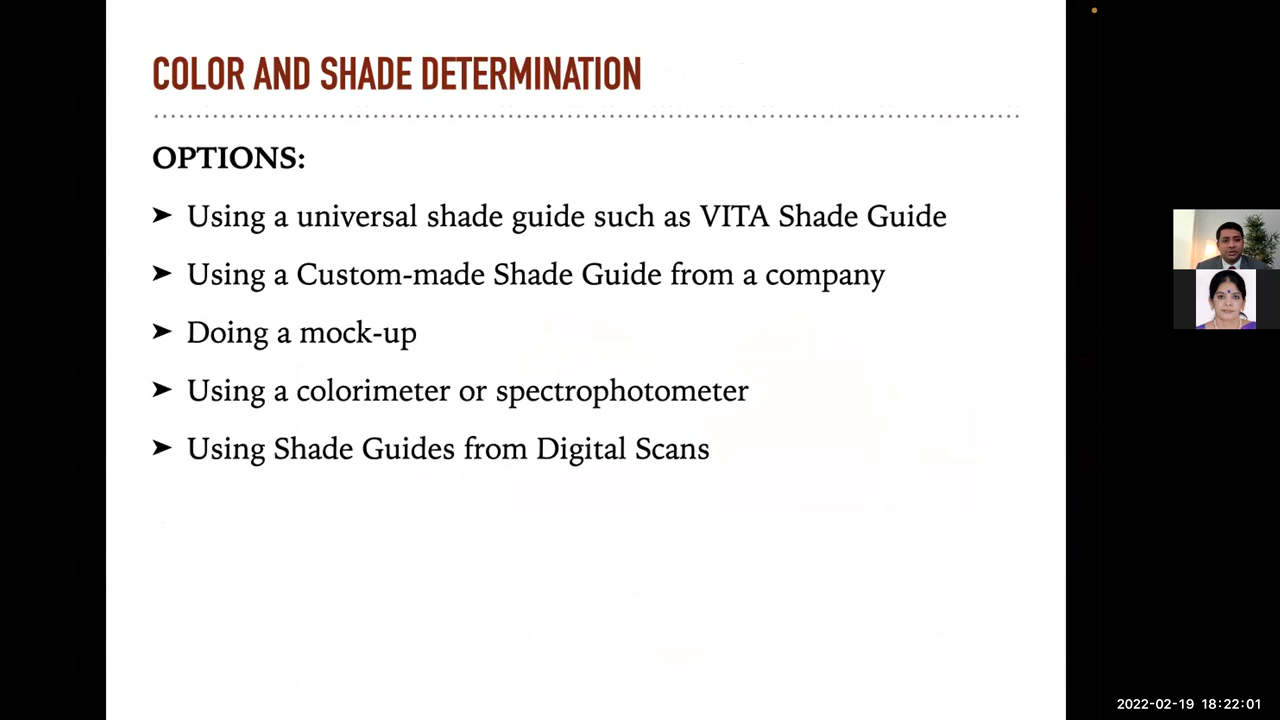 COLOR AND SHADE DETERMINATION
OPTIONS:
➤ Using a universal shade guide such as VITA Shade Guide
➤ Using a Custom-made Shade Guide from a company
➤ Doing a mock-up
➤ Using a colorimeter or spectrophotometer
➤ Using Shade Guides from Digital Scans
2022-02-19 18:22:01